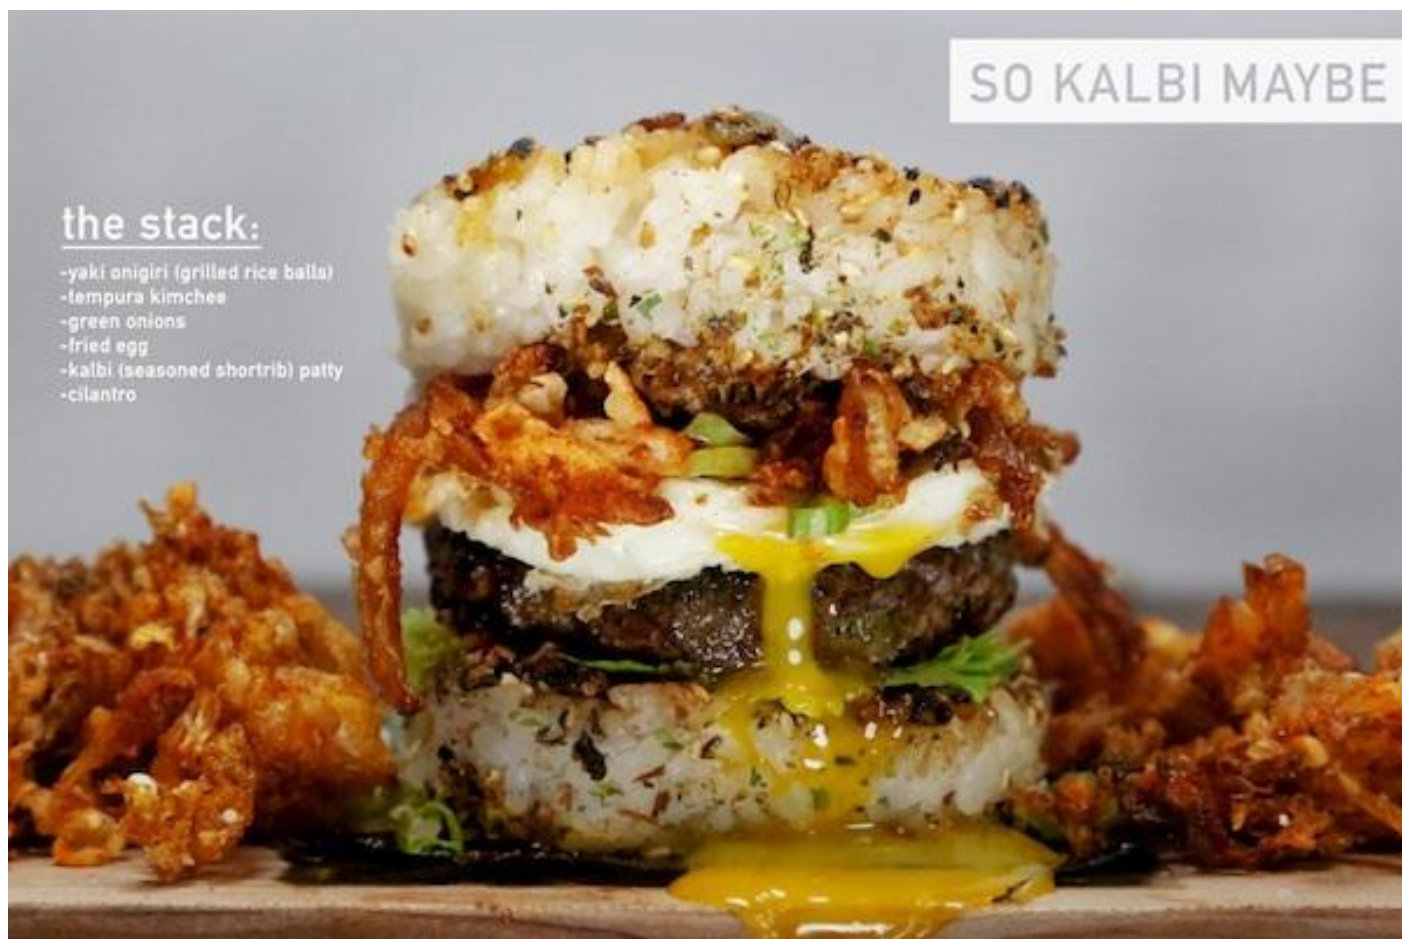 SO KALBI MAYBE
the stack:
-yaki onigiri (grilled rice balls)
-tempura kimchee
-green onions
-fried egg
-kalbi (seasoned shortrib) patty
-cilantro